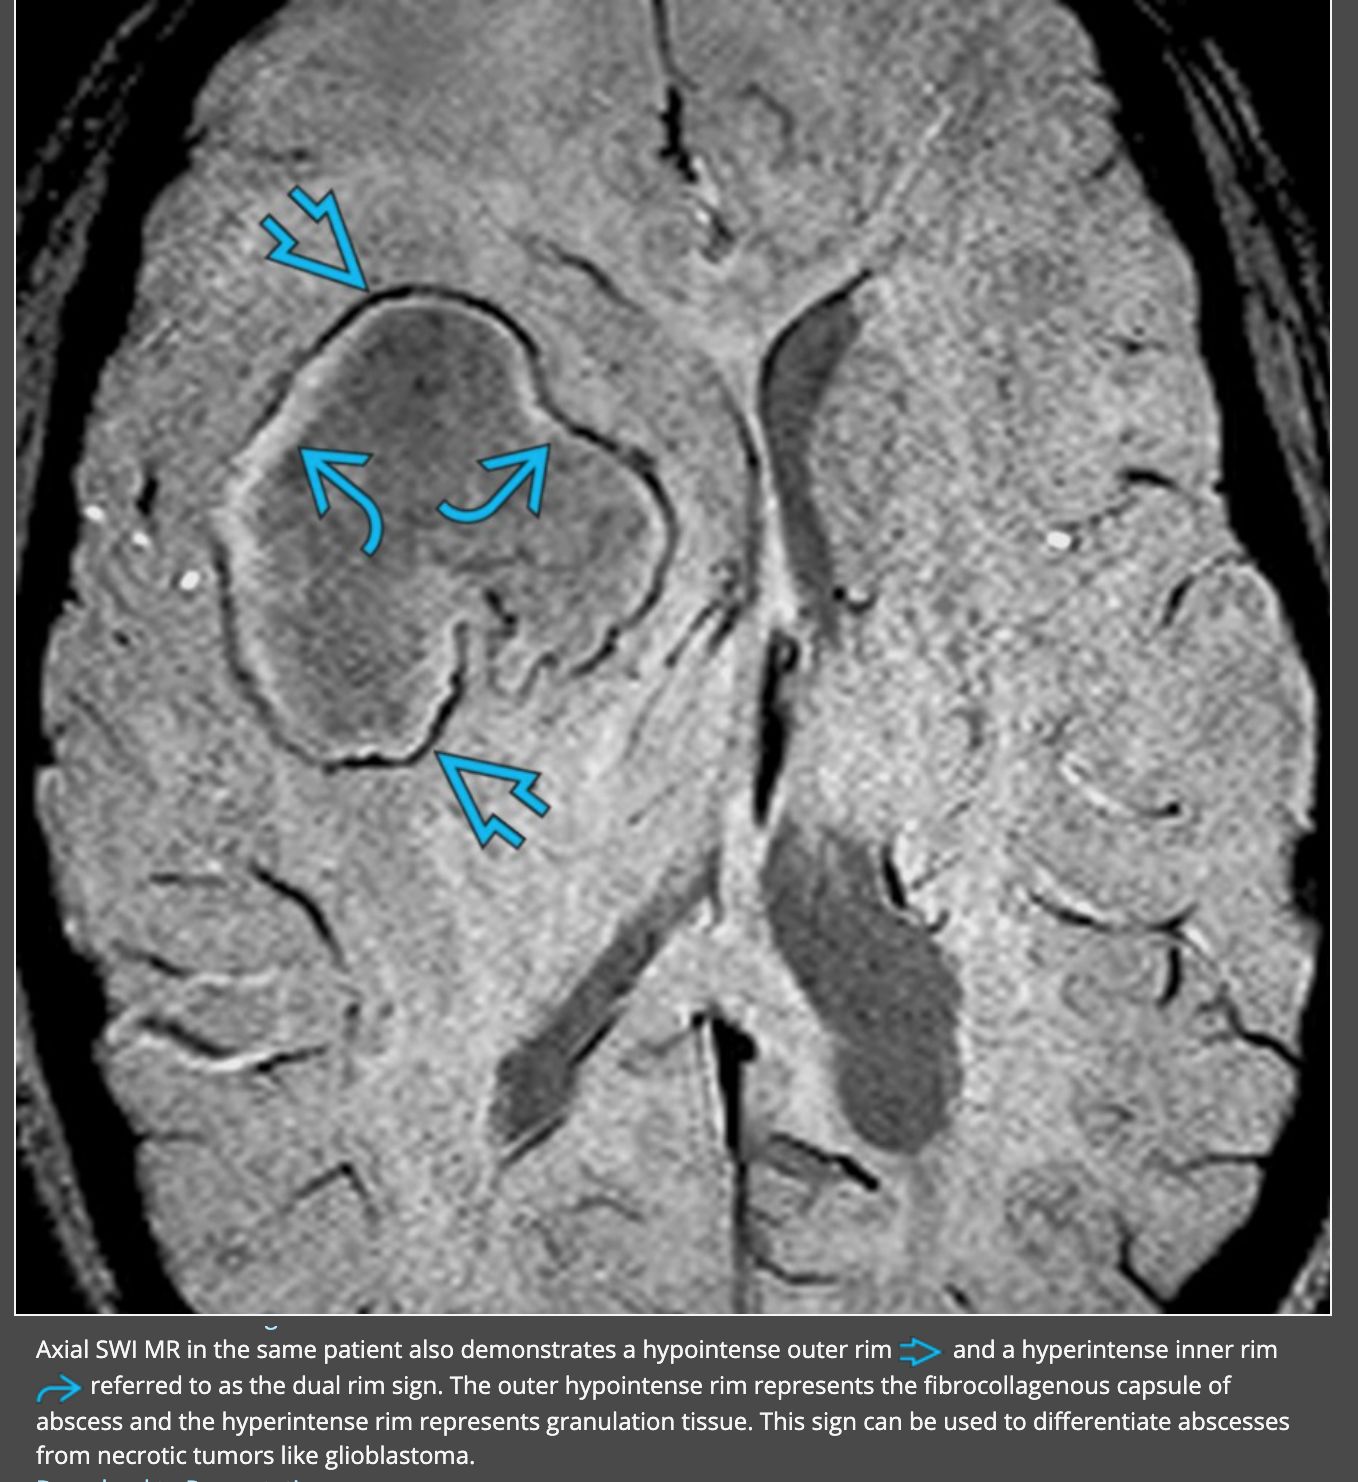 Axial SWI MR in the same patient also demonstrates a hypointense outer rim and a hyperintense inner rim
referred to as the dual rim sign. The outer hypointense rim represents the fibrocollagenous capsule of
abscess and the hyperintense rim represents granulation tissue. This sign can be used to differentiate abscesses
from necrotic tumors like glioblastoma.